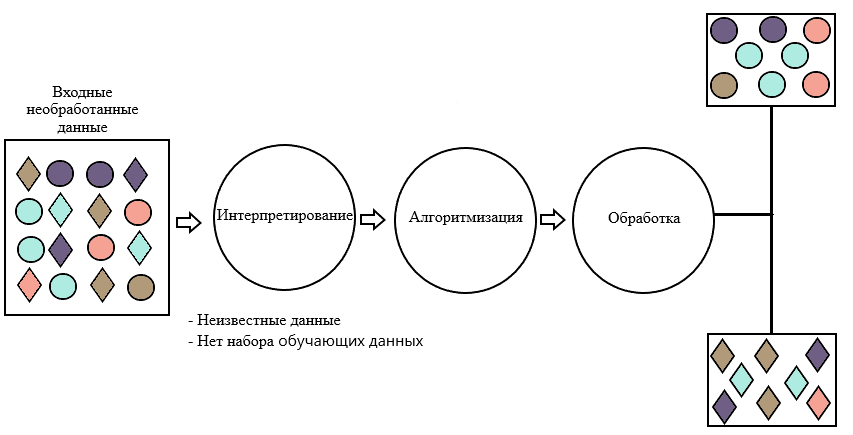 Входные
необработанные
данные
Интерпретирование
Алгоритмизация
Обработка
- Неизвестные данные
- Нет набора обучающих данных